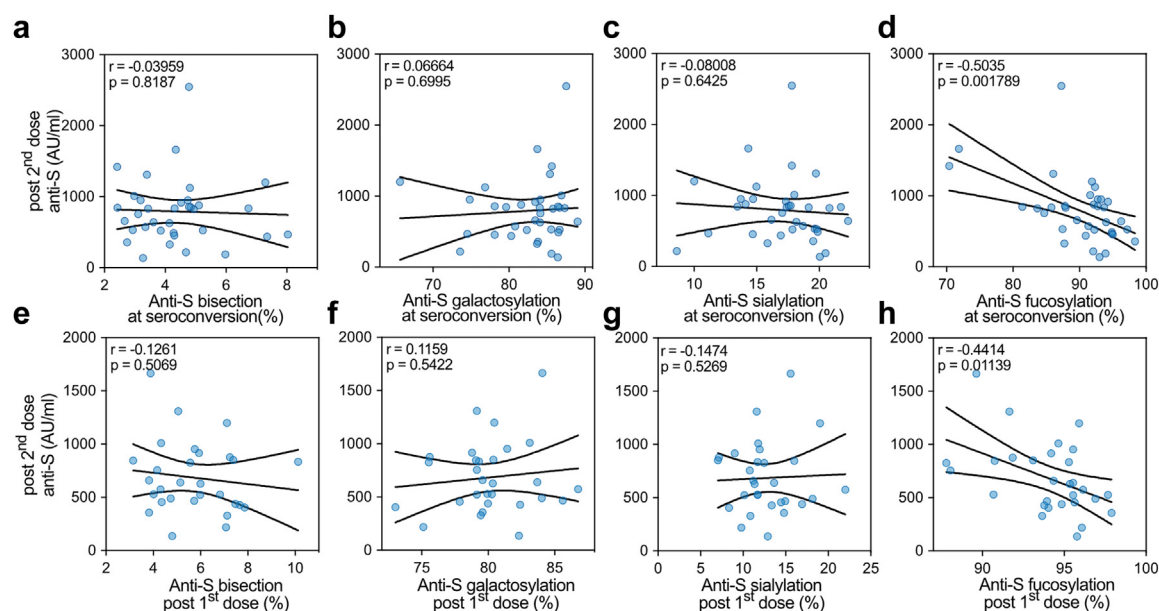 a
r = -0.03959
p = 0.8187
post 2nd dose
anti-S (AU/ml)
3000
2000
1000
0
2
4
6
8
Anti-S bisection
at seroconversion(%)
b
r = 0.06664
p = 0.6995
3000
2000
1000
0
70
80
90
Anti-S galactosylation
at seroconversion (%)
c
r = -0.08008
p = 0.6425
3000
2000
1000
0
10
15
20
Anti-S sialylation
at seroconversion (%)
d
r = -0.5035
p = 0.001789
3000
2000
1000
0
70
80
90
100
Anti-S fucosylation
at seroconversion (%)
e
r = -0.1261
p = 0.5069
post 2nd dose
anti-S (AU/ml)
2000
1500
1000
500
0
2
4
6
8
10
Anti-S bisection
post 1st dose (%)
f
r = 0.1159
p = 0.5422
2000
1500
1000
500
0
75
80
85
Anti-S galactosylation
post 1st dose (%)
g
r = -0.1474
p = 0.5269
2000
1500
1000
500
0
0
5
10
15
20
25
Anti-S sialylation
post 1st dose (%)
h
r = -0.4414
p = 0.01139
2000
1500
1000
500
0
90
95
100
Anti-S fucosylation
post 1st dose (%)